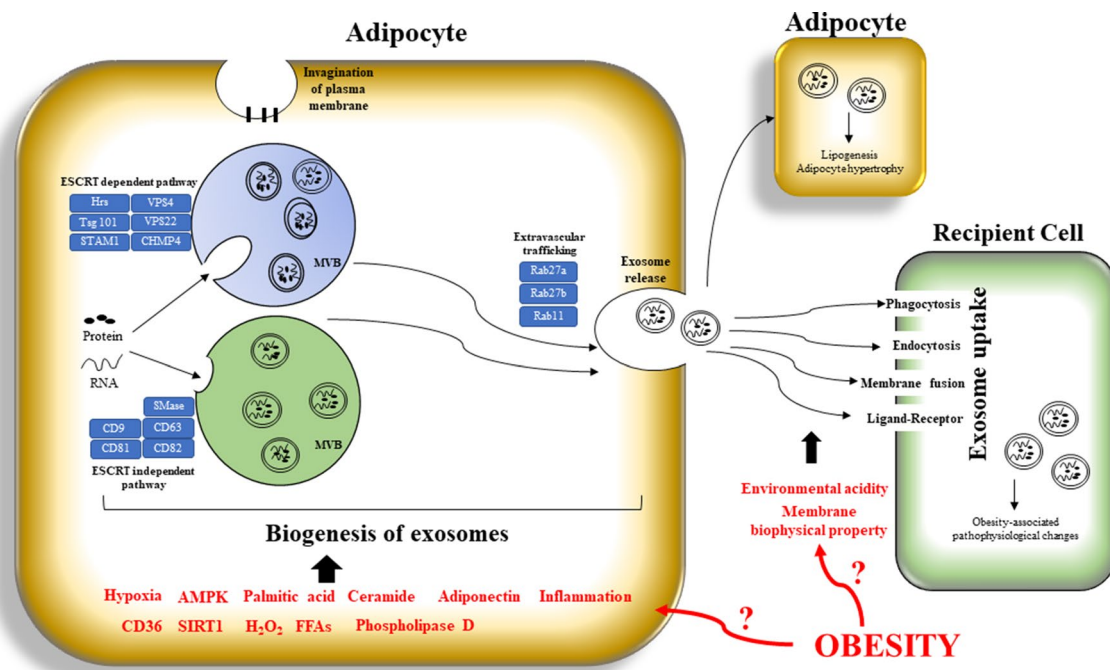 Adipocyte
Invagination
of plasma
membrane
ESCRT dependent pathway
Hrs VPS4
Tsg 101 VPS22
STAM1 CHMP4
MVB
Protein
RNA
SMase
CD9 CD63
CD81 CD82
ESCRT independent
pathway
MVB
Extravascular
trafficking
Rab27a
Rab27b
Rab11
Exosome
release
Biogenesis of exosomes
Hypoxia AMPK Palmitic acid Ceramide Adiponectin Inflammation
CD36 SIRT1 H₂O₂ FFAs Phospholipase D
Adipocyte
Lipogenesis
Adipocyte hypertrophy
Recipient Cell
Phagocytosis
Endocytosis
Membrane fusion
Ligand-Receptor
Exosome uptake
Obesity-associated
pathophysiological changes
Environmental acidity
Membrane
biophysical property
?
?
OBESITY